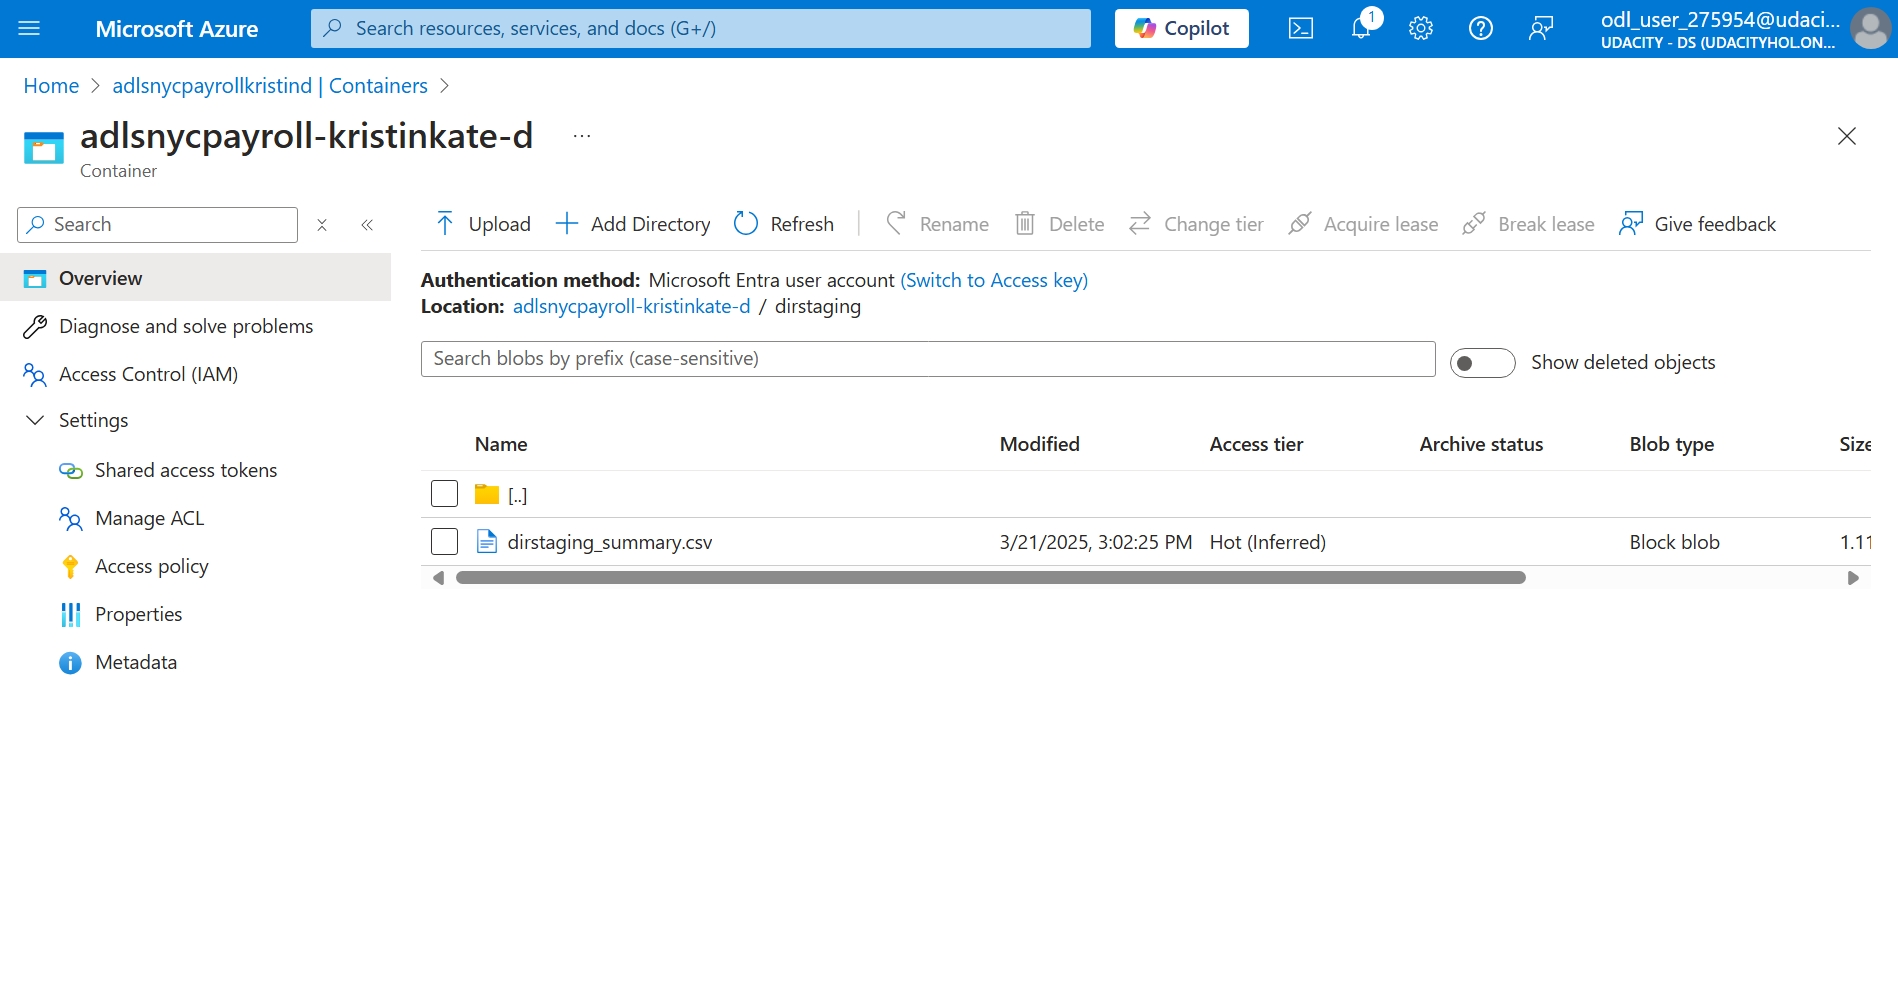 Microsoft Azure
Search resources, services, and docs (G+/)
Copilot
1
odl_user_275954@udaci...
UDACITY - DS (UDACITYHOL.ON...
Home > adlsnycpayrollkristind | Containers >
adlsnycpayroll-kristinkate-d ...
Container
Search
Upload
Add Directory
Refresh
Rename
Delete
Change tier
Acquire lease
Break lease
Give feedback
Overview
Diagnose and solve problems
Access Control (IAM)
Settings
Shared access tokens
Manage ACL
Access policy
Properties
Metadata
Authentication method: Microsoft Entra user account (Switch to Access key)
Location: adlsnycpayroll-kristinkate-d / dirstaging
Search blobs by prefix (case-sensitive)
Show deleted objects
Name Modified Access tier Archive status Blob type Size
[..]
dirstaging_summary.csv 3/21/2025, 3:02:25 PM Hot (Inferred) Block blob 1.11